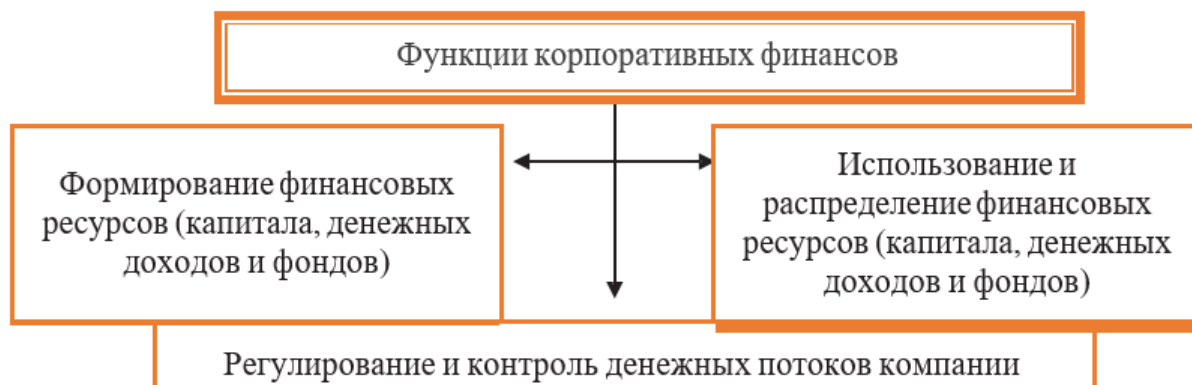 Функции корпоративных финансов
Формирование финансовых
ресурсов (капитала, денежных
доходов и фондов)
Использование и
распределение финансовых
ресурсов (капитала, денежных
доходов и фондов)
Регулирование и контроль денежных потоков компании